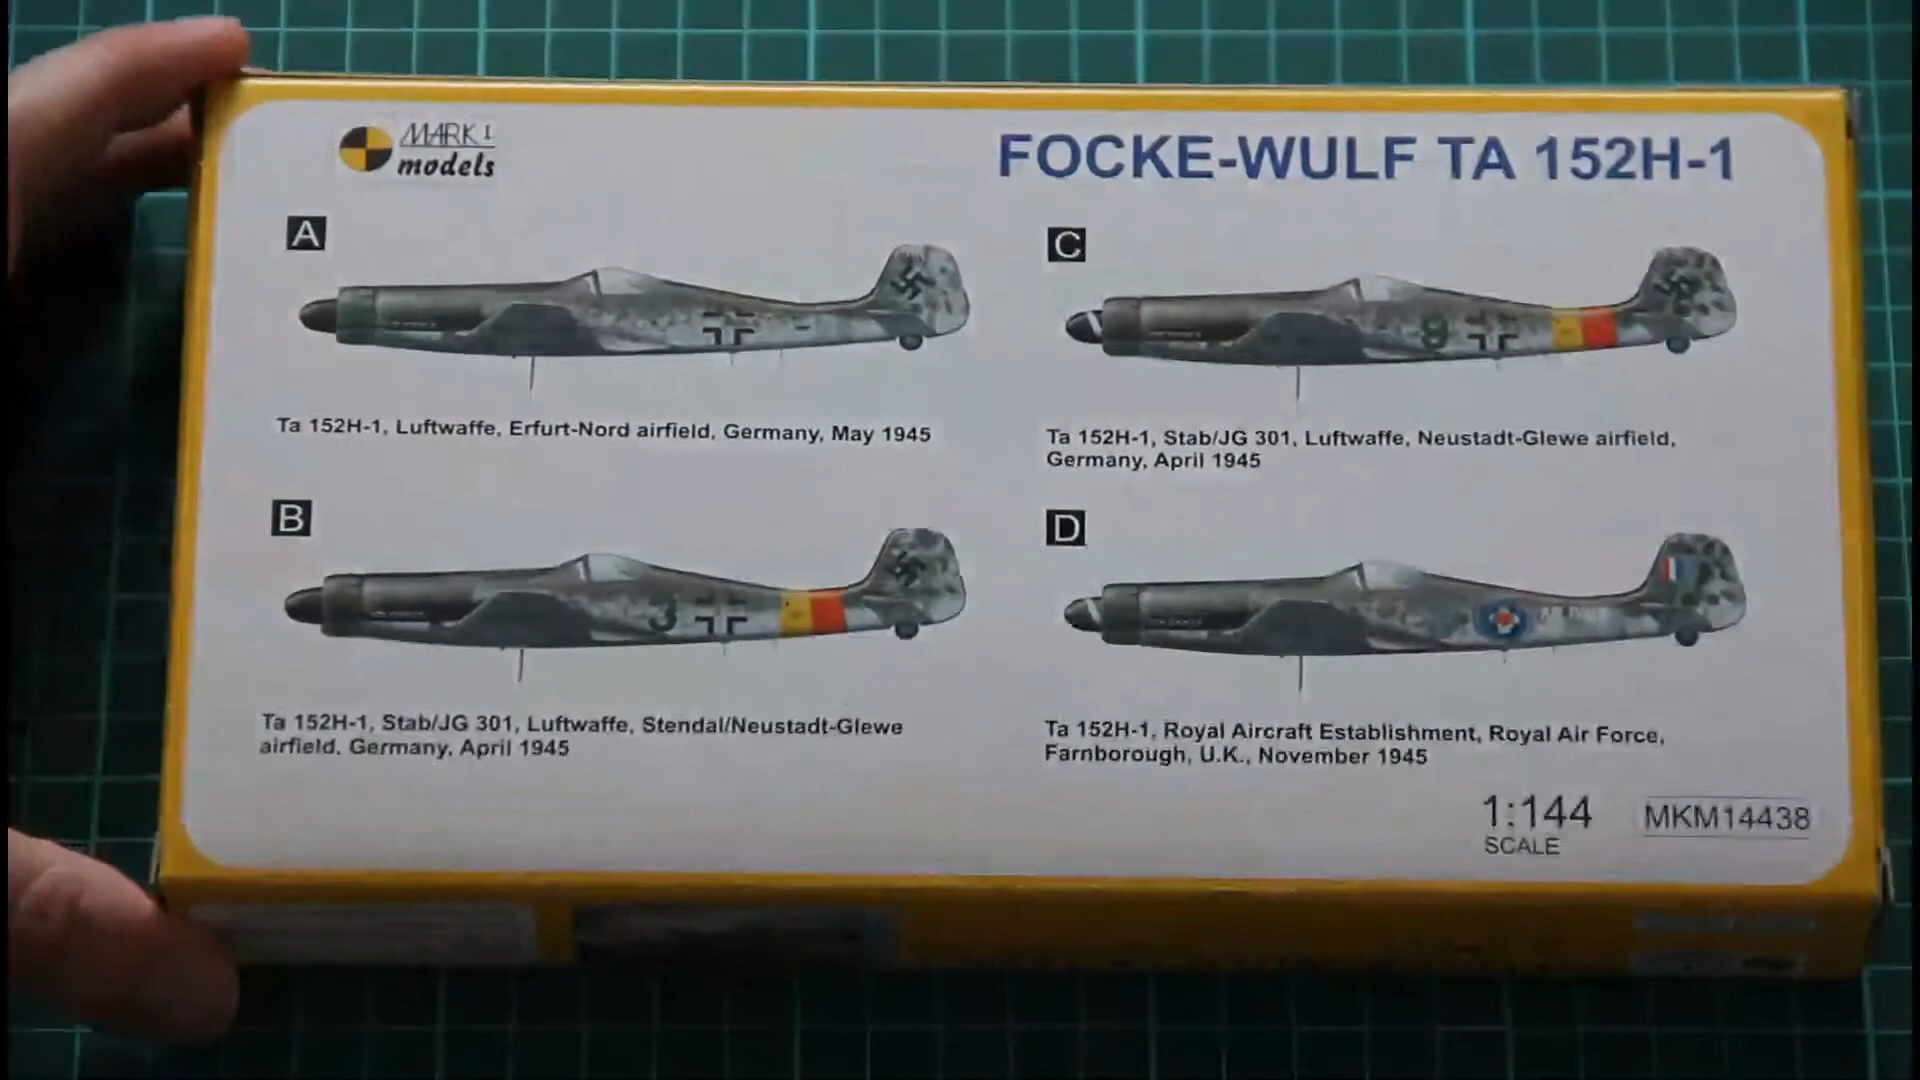 MARK I
models
FOCKE-WULF TA 152H-1
A
Ta 152H-1, Luftwaffe, Erfurt-Nord airfield, Germany, May 1945
B
3
Ta 152H-1, Stab/JG 301, Luftwaffe, Stendal/Neustadt-Glewe
airfield, Germany, April 1945
C
9
Ta 152H-1, Stab/JG 301, Luftwaffe, Neustadt-Glewe airfield,
Germany, April 1945
D
Ta 152H-1, Royal Aircraft Establishment, Royal Air Force,
Farnborough, U.K., November 1945
1:144
SCALE
MKM14438